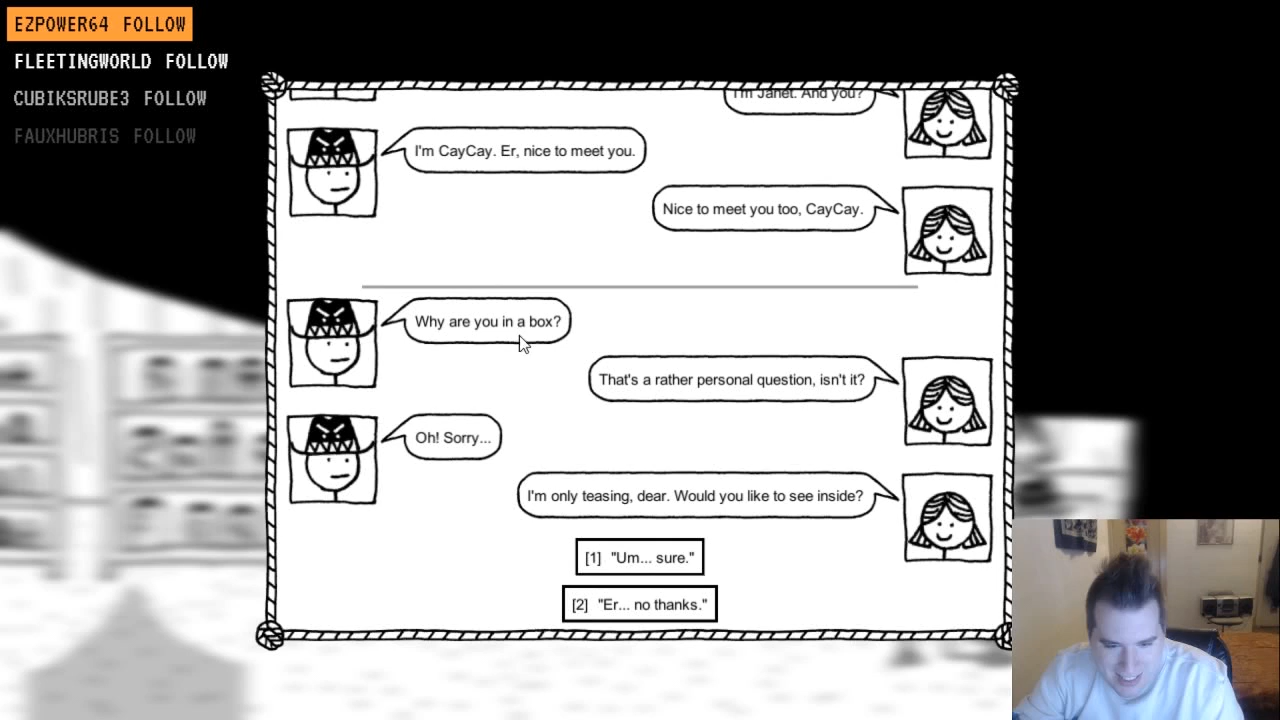 EZPOWER64 FOLLOW
FLEETINGWORLD FOLLOW
CUBIKSRUBE3 FOLLOW
FAUXHUBRIS FOLLOW
I'm Janet. And you?
I'm CayCay. Er, nice to meet you.
Nice to meet you too, CayCay.
Why are you in a box?
That's a rather personal question, isn't it?
Oh! Sorry...
I'm only teasing, dear. Would you like to see inside?
[1] "Um... sure."
[2] "Er... no thanks."